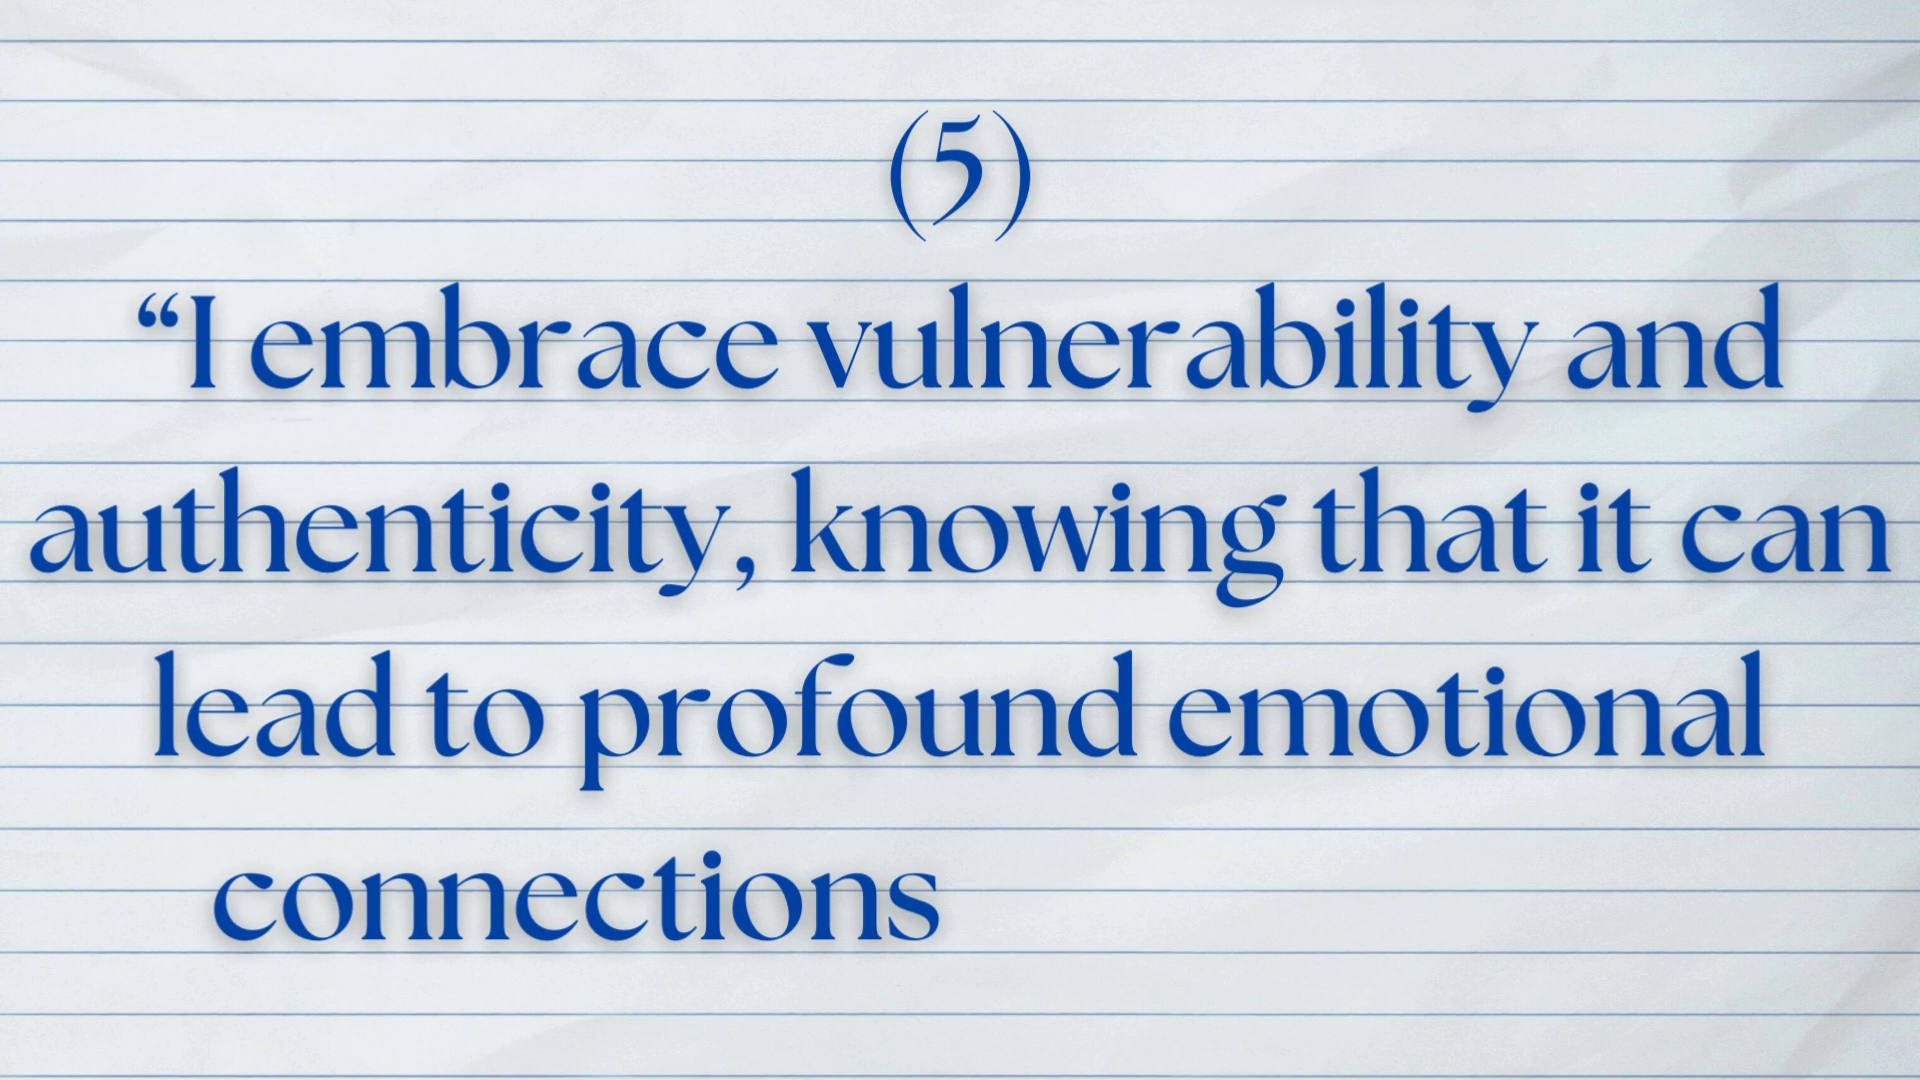 (5)
“I embrace vulnerability and
authenticity, knowing that it can
lead to profound emotional
connections